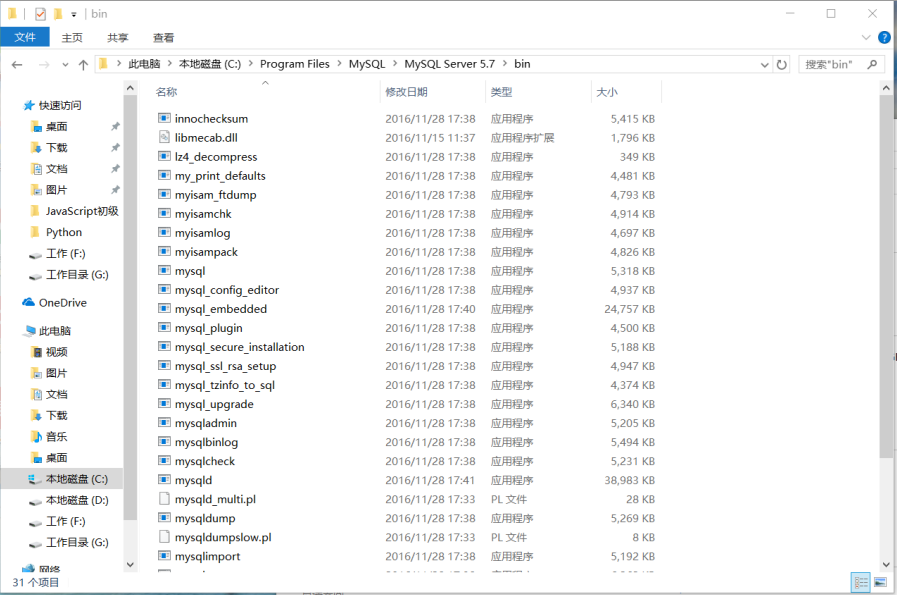 bin
文件 主页 共享 查看
此电脑 本地磁盘 (C:) Program Files MySQL MySQL Server 5.7 bin 搜索"bin"
名称 修改日期 类型 大小
快速访问
桌面
下载
文档
图片
JavaScript初级
Python
工作 (F:)
工作目录 (G:)
OneDrive
此电脑
视频
图片
文档
下载
音乐
桌面
本地磁盘 (C:)
本地磁盘 (D:)
工作 (F:)
工作目录 (G:)
网络
innochecksum 2016/11/28 17:38 应用程序 5,415 KB
libmecab.dll 2016/11/15 11:37 应用程序扩展 1,796 KB
lz4_decompress 2016/11/28 17:38 应用程序 349 KB
my_print_defaults 2016/11/28 17:38 应用程序 4,481 KB
myisam_ftdump 2016/11/28 17:38 应用程序 4,793 KB
myisamchk 2016/11/28 17:38 应用程序 4,914 KB
myisamlog 2016/11/28 17:38 应用程序 4,697 KB
myisampack 2016/11/28 17:38 应用程序 4,826 KB
mysql 2016/11/28 17:38 应用程序 5,318 KB
mysql_config_editor 2016/11/28 17:38 应用程序 4,937 KB
mysql_embedded 2016/11/28 17:40 应用程序 24,757 KB
mysql_plugin 2016/11/28 17:38 应用程序 4,500 KB
mysql_secure_installation 2016/11/28 17:38 应用程序 5,188 KB
mysql_ssl_rsa_setup 2016/11/28 17:38 应用程序 4,947 KB
mysql_tzinfo_to_sql 2016/11/28 17:38 应用程序 4,374 KB
mysql_upgrade 2016/11/28 17:38 应用程序 6,340 KB
mysqladmin 2016/11/28 17:38 应用程序 5,205 KB
mysqlbinlog 2016/11/28 17:38 应用程序 5,494 KB
mysqlcheck 2016/11/28 17:38 应用程序 5,231 KB
mysqld 2016/11/28 17:41 应用程序 38,983 KB
mysqld_multi.pl 2016/11/28 17:33 PL 文件 28 KB
mysqldump 2016/11/28 17:38 应用程序 5,269 KB
mysqldumpslow.pl 2016/11/28 17:33 PL 文件 8 KB
mysqlimport 2016/11/28 17:38 应用程序 5,192 KB
31 个项目